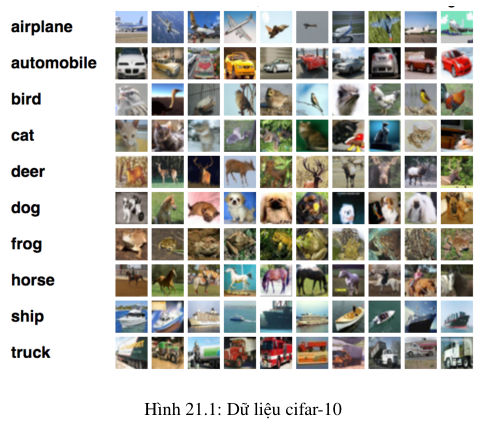 airplane
automobile
bird
cat
deer
dog
frog
horse
ship
truck
Hình 21.1: Dữ liệu cifar-10